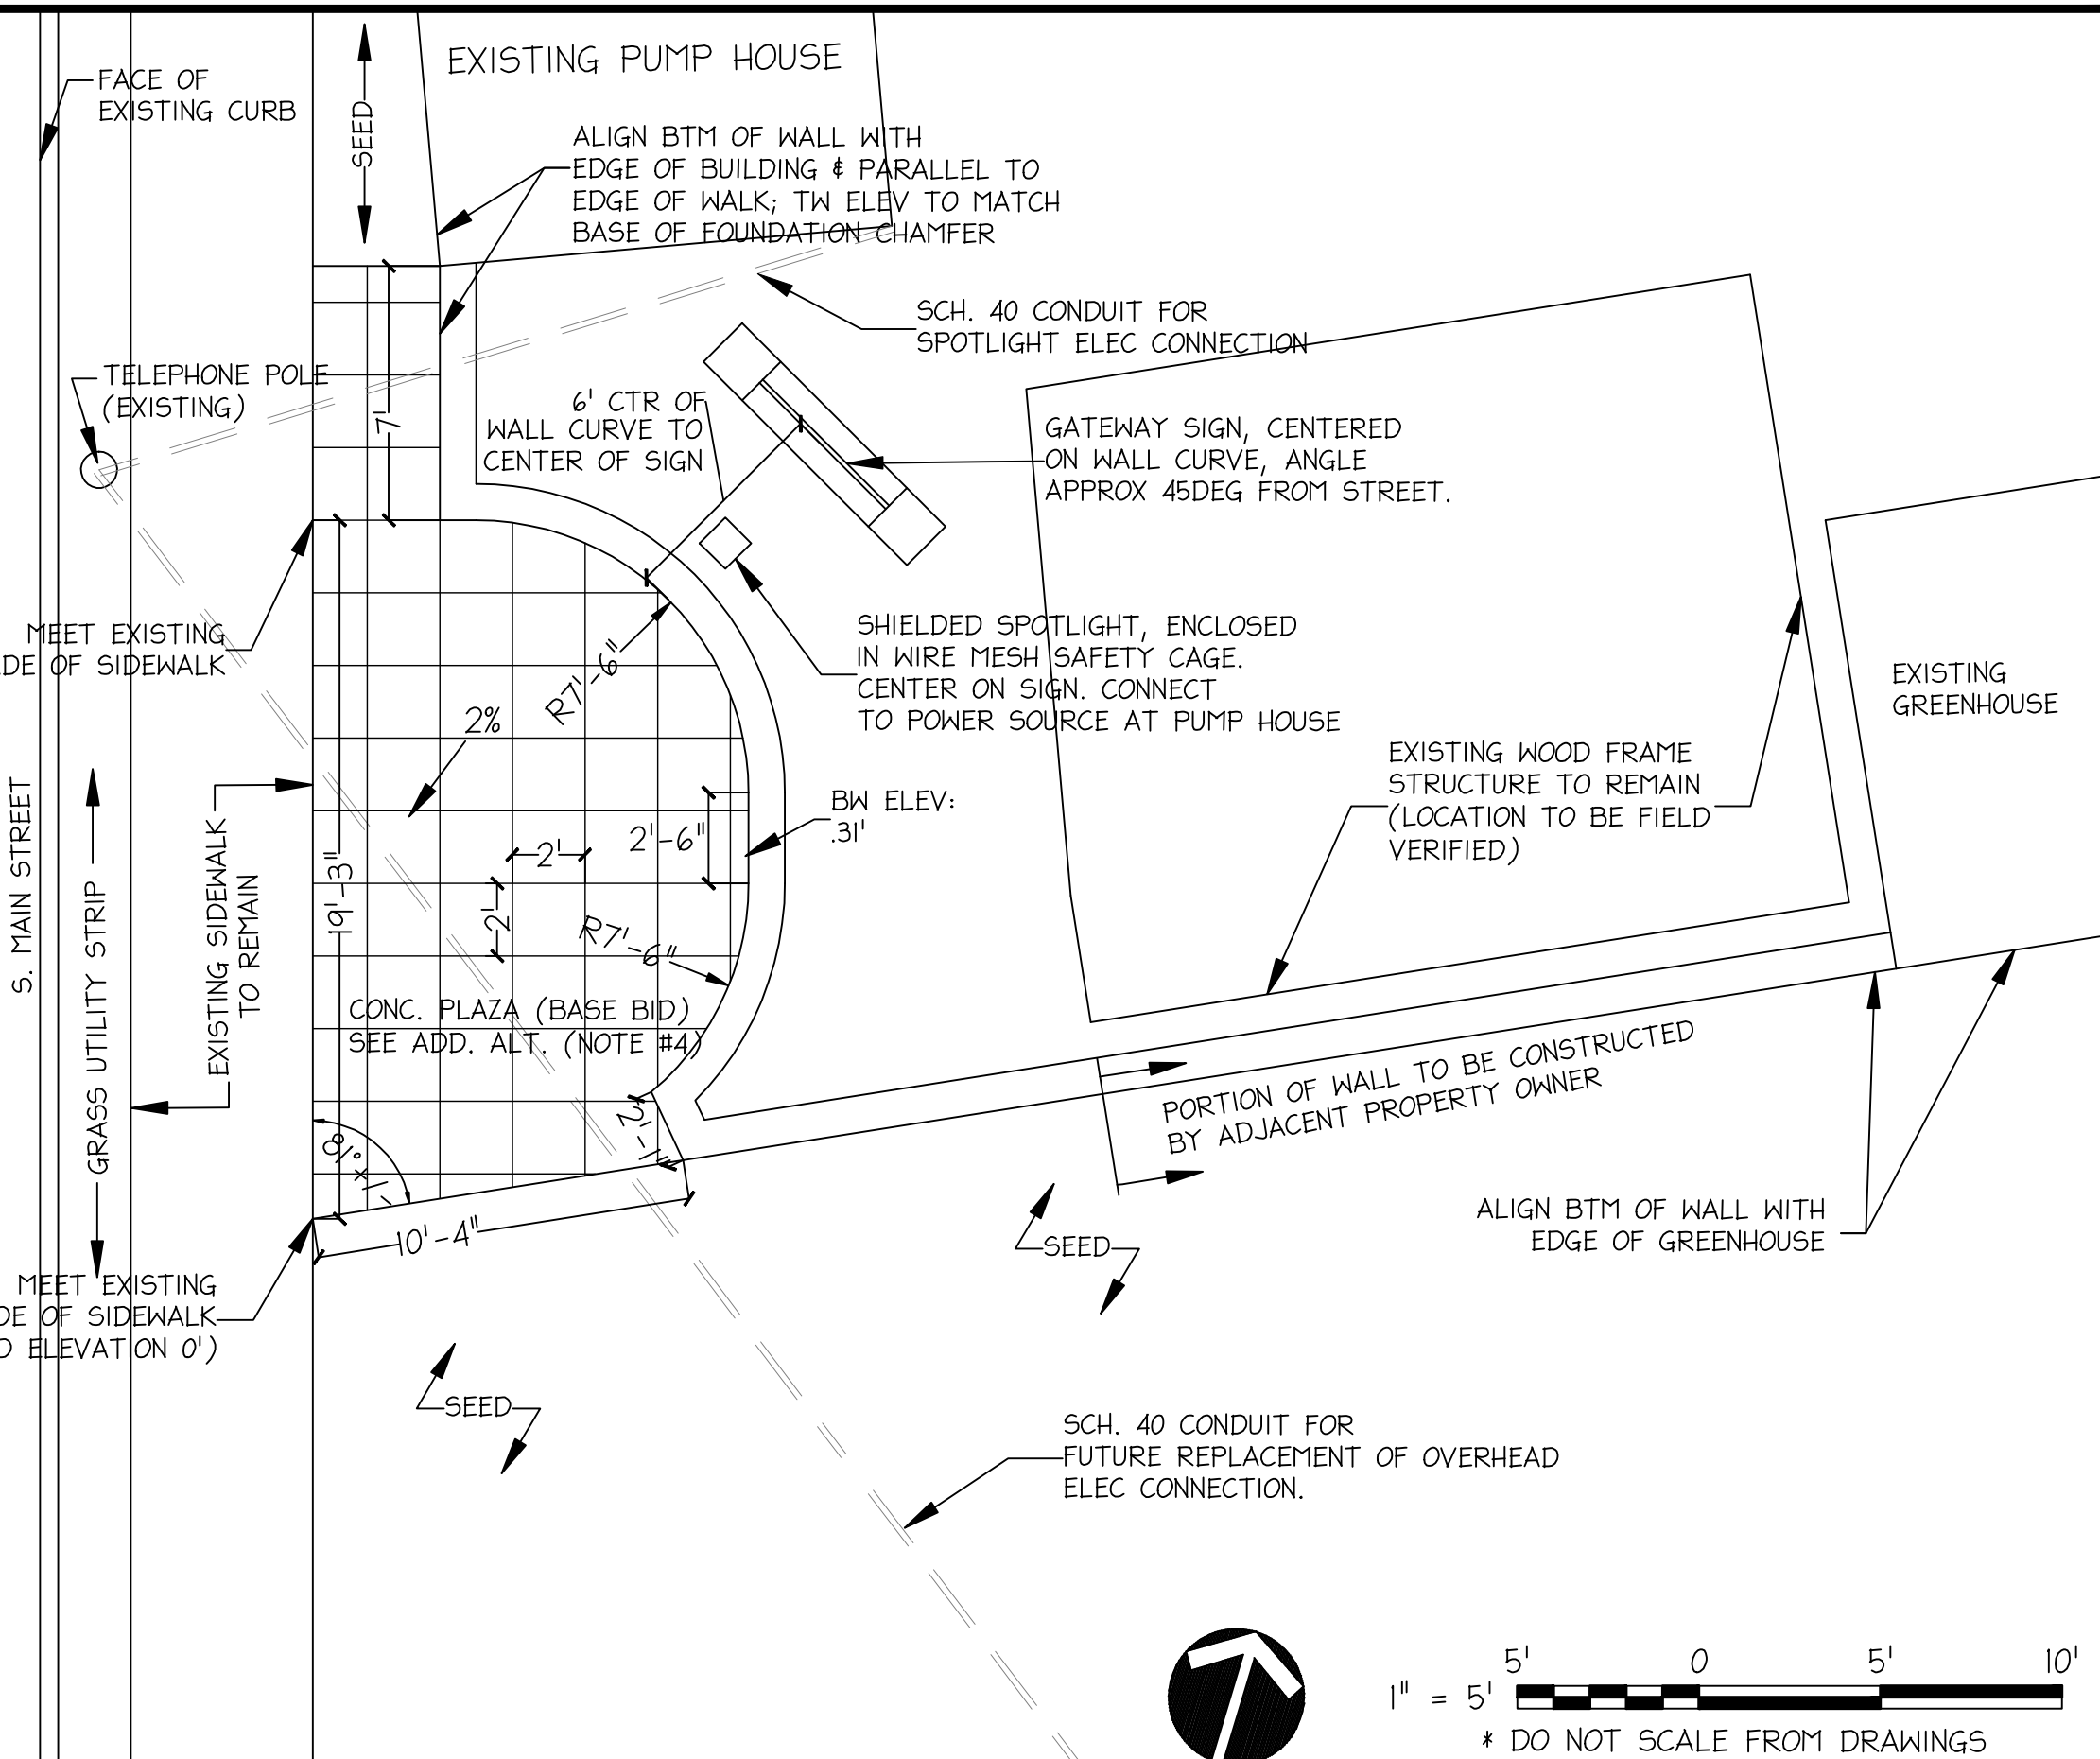 EXISTING PUMP HOUSE
FACE OF
EXISTING CURB
SEED
ALIGN BTM OF WALL WITH
EDGE OF BUILDING & PARALLEL TO
EDGE OF WALK; TW ELEV TO MATCH
BASE OF FOUNDATION CHAMFER
SCH. 40 CONDUIT FOR
SPOTLIGHT ELEC CONNECTION
TELEPHONE POLE
(EXISTING)
7'
6' CTR OF
WALL CURVE TO
CENTER OF SIGN
GATEWAY SIGN, CENTERED
ON WALL CURVE, ANGLE
APPROX 45DEG FROM STREET.
MEET EXISTING
DE OF SIDEWALK
R7'-6"
SHIELDED SPOTLIGHT, ENCLOSED
IN WIRE MESH SAFETY CAGE.
CENTER ON SIGN. CONNECT
TO POWER SOURCE AT PUMP HOUSE
EXISTING
GREENHOUSE
2%
EXISTING WOOD FRAME
STRUCTURE TO REMAIN
(LOCATION TO BE FIELD
VERIFIED)
BW ELEV:
.31'
2'-6"
2'
2'
19'-3"
S. MAIN STREET
GRASS UTILITY STRIP
EXISTING SIDEWALK
TO REMAIN
R7'-6"
CONC. PLAZA (BASE BID)
SEE ADD. ALT. (NOTE #4)
PORTION OF WALL TO BE CONSTRUCTED
BY ADJACENT PROPERTY OWNER
2'-1"
81°
10'-4"
ALIGN BTM OF WALL WITH
EDGE OF GREENHOUSE
SEED
MEET EXISTING
DE OF SIDEWALK
O ELEVATION 0')
SEED
SCH. 40 CONDUIT FOR
FUTURE REPLACEMENT OF OVERHEAD
ELEC CONNECTION.
5' 0 5' 10'
1" = 5'
* DO NOT SCALE FROM DRAWINGS